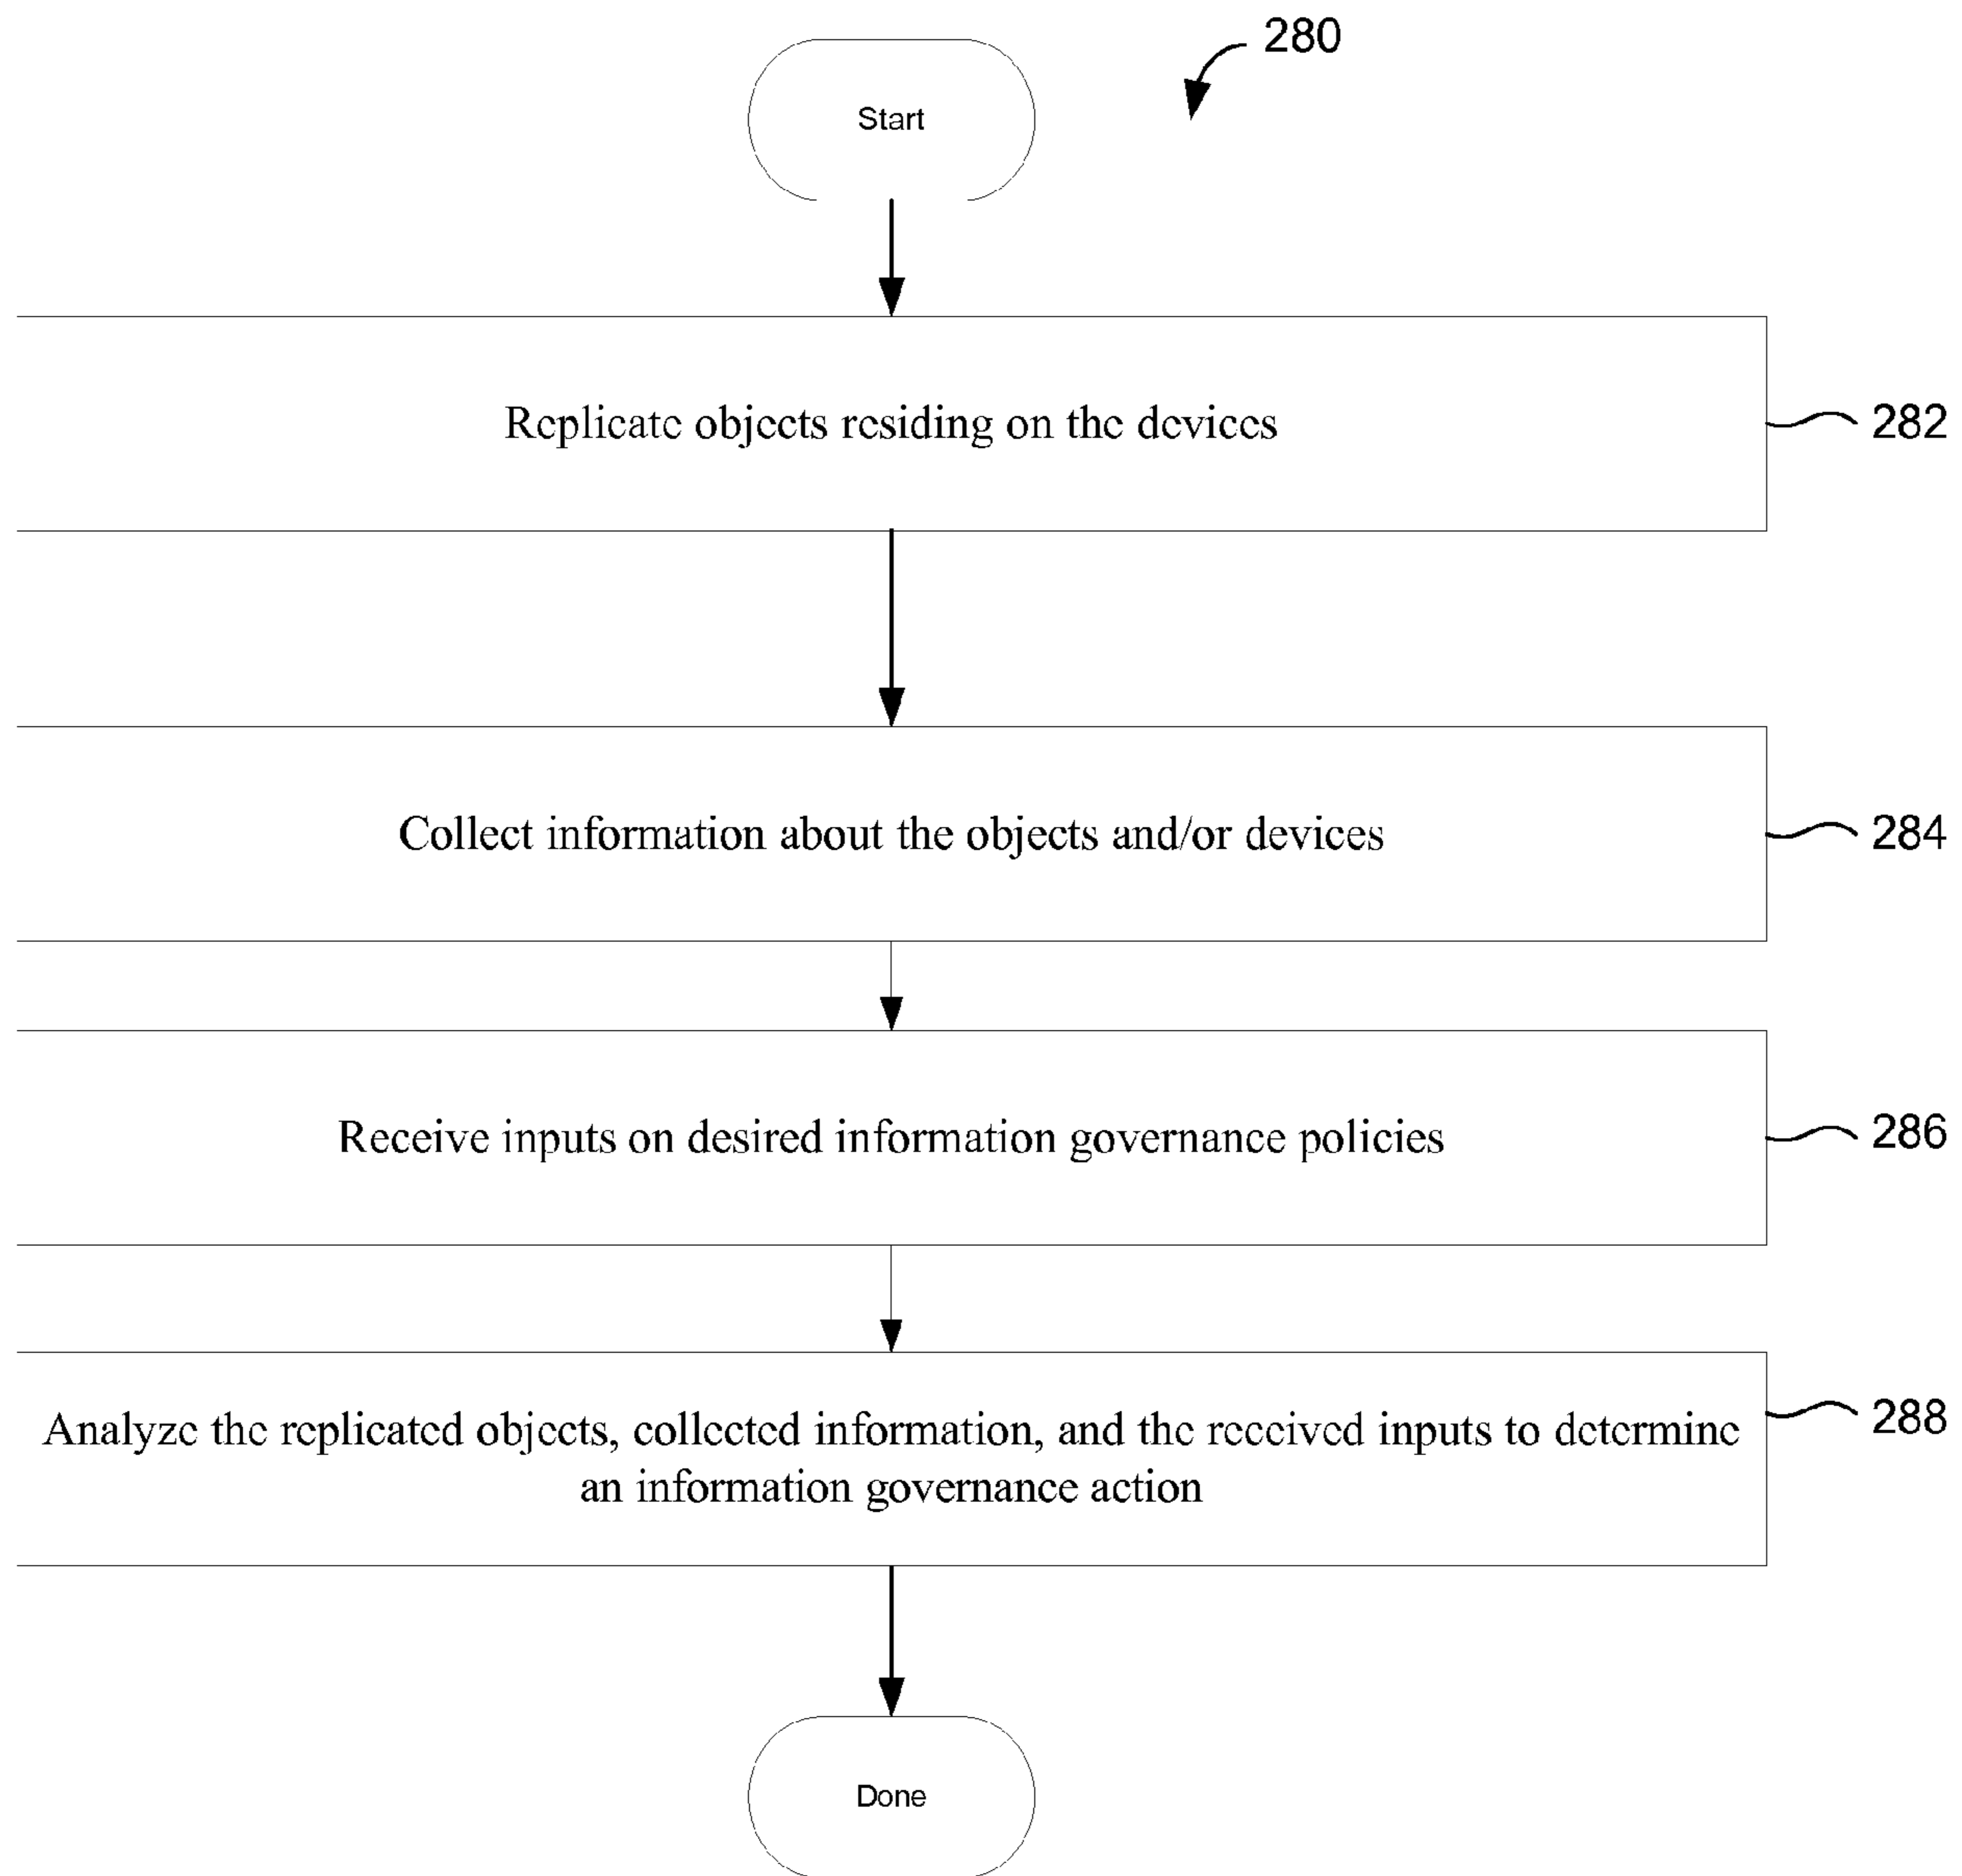 280
Start
Replicate objects residing on the devices
282
Collect information about the objects and/or devices
284
Receive inputs on desired information governance policies
286
Analyze the replicated objects, collected information, and the received inputs to determine
an information governance action
288
Done